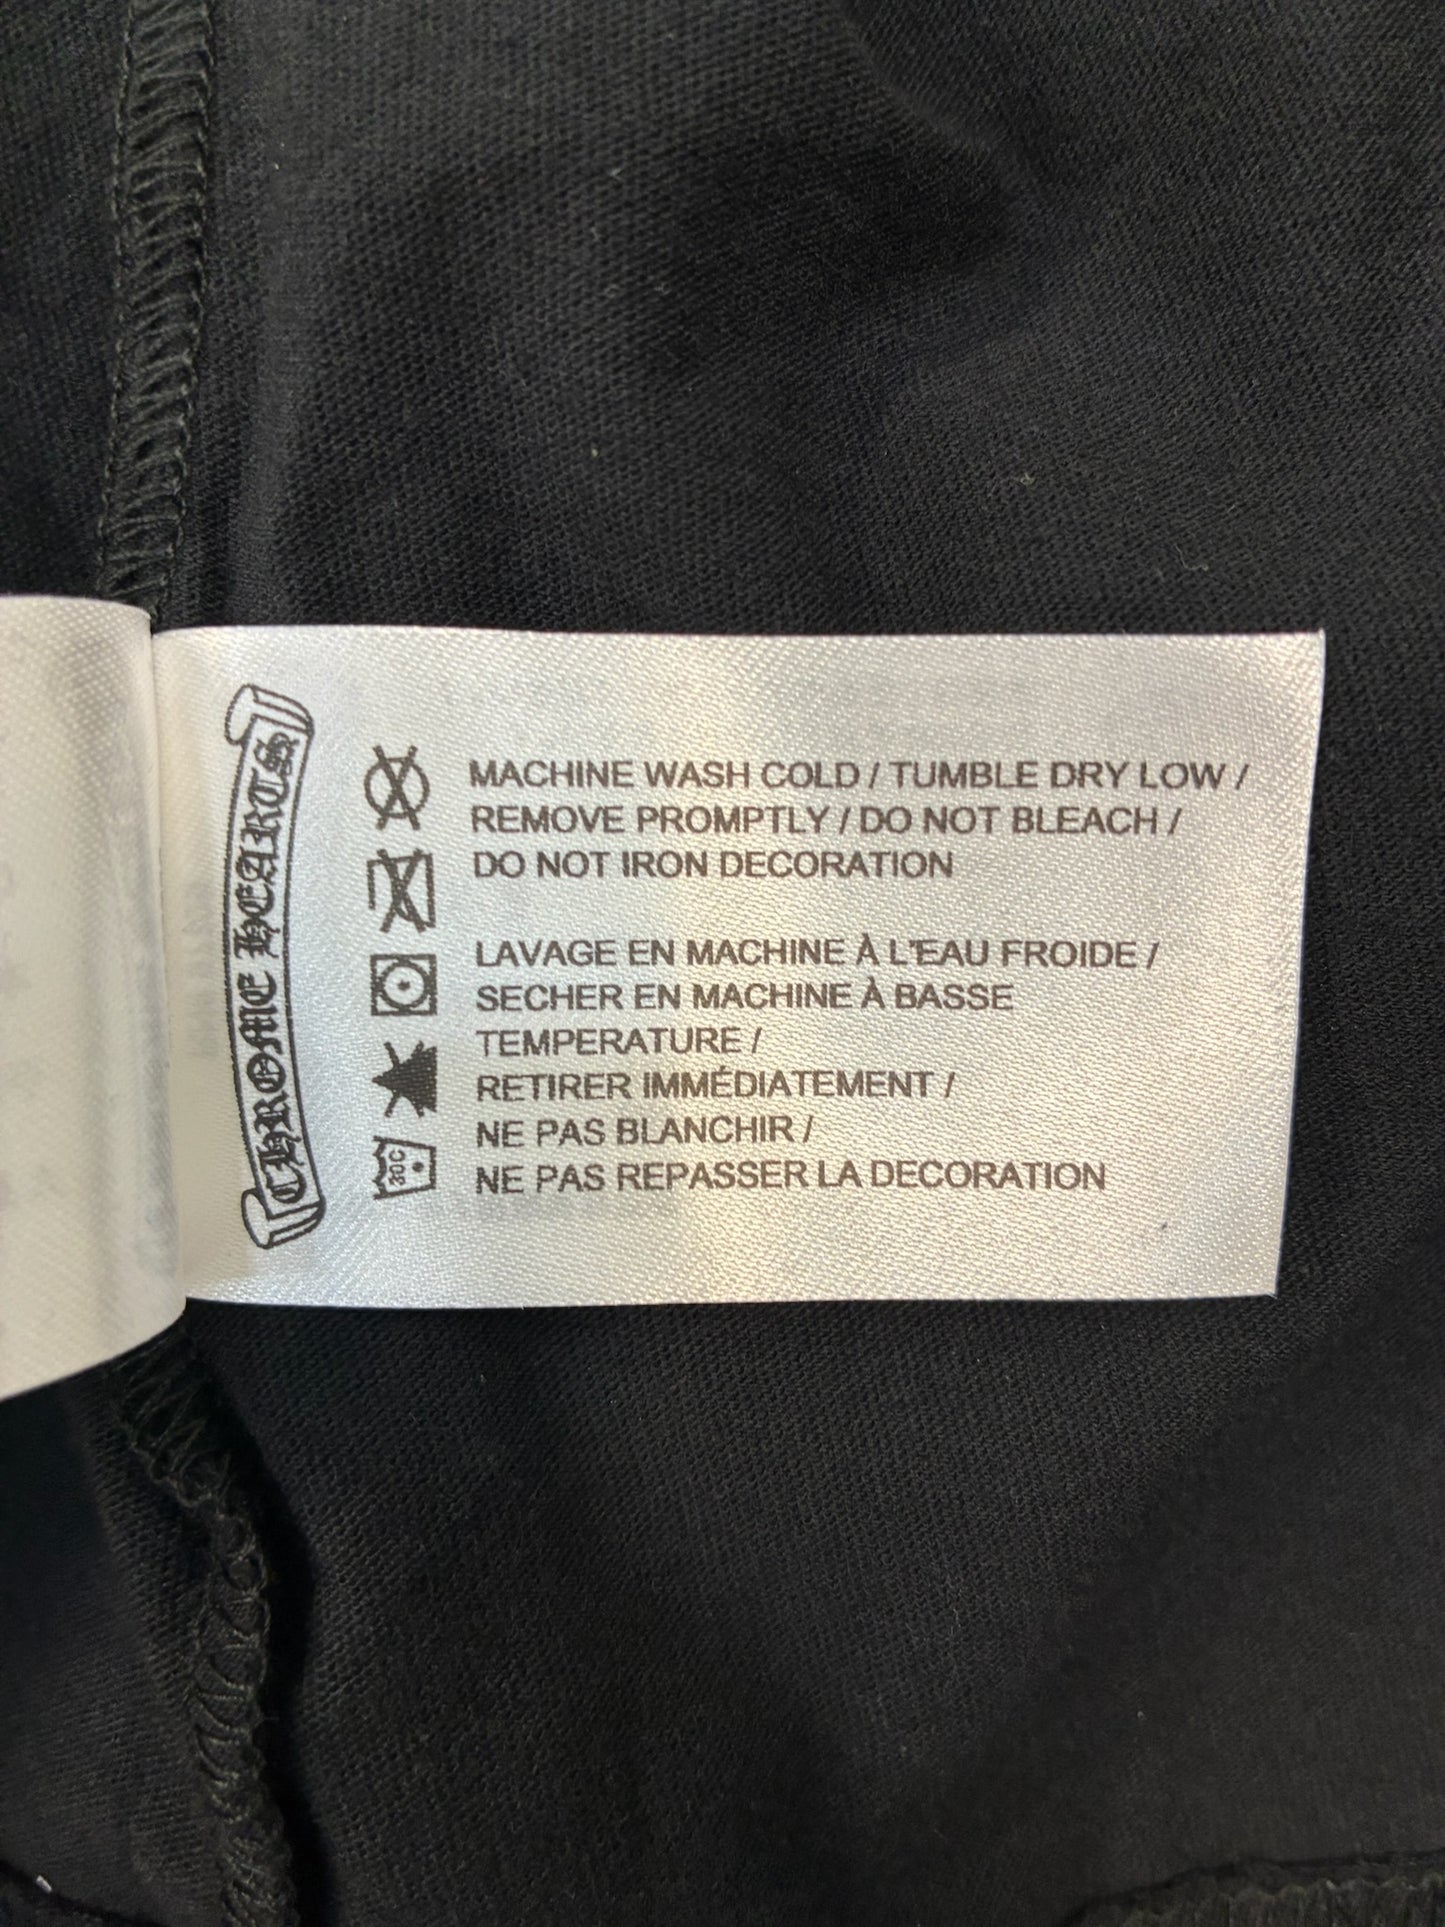 CHROME HEARTS
MACHINE WASH COLD / TUMBLE DRY LOW /
REMOVE PROMPTLY / DO NOT BLEACH /
DO NOT IRON DECORATION
LAVAGE EN MACHINE À L'EAU FROIDE /
SECHER EN MACHINE À BASSE
TEMPERATURE /
RETIRER IMMÉDIATEMENT /
NE PAS BLANCHIR /
NE PAS REPASSER LA DECORATION
30C